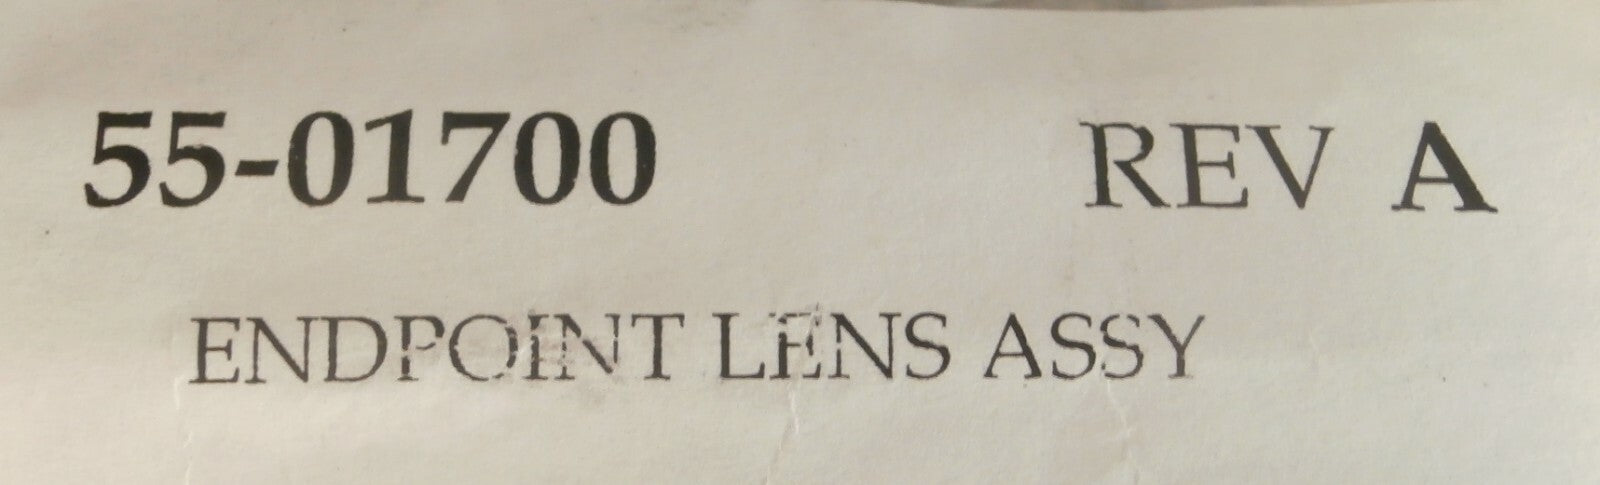 55-01700 REV A
ENDPOINT LENS ASSY